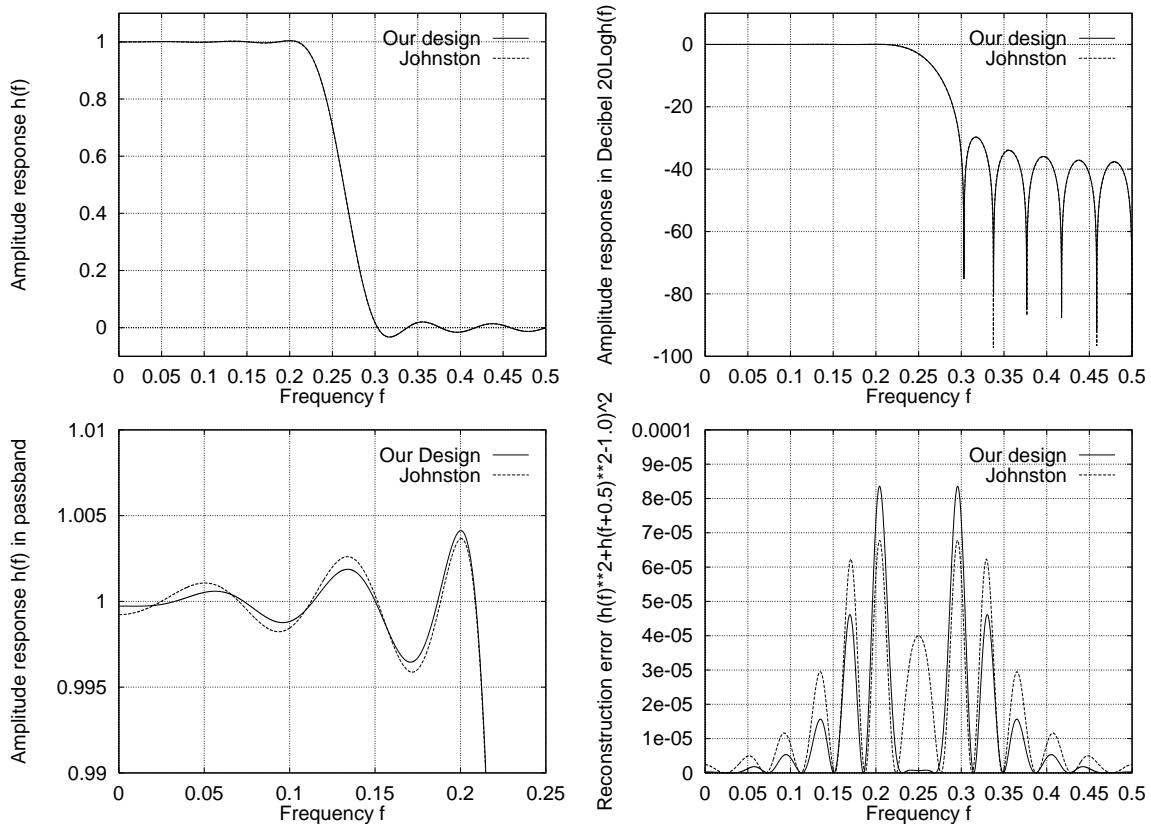 Amplitude response h(f)
1
0.8
0.6
0.4
0.2
0
Our design
Johnston
0 0.05 0.1 0.15 0.2 0.25 0.3 0.35 0.4 0.45 0.5
Frequency f
Amplitude response in Decibel 20Logh(f)
0
-20
-40
-60
-80
-100
Our design
Johnston
0 0.05 0.1 0.15 0.2 0.25 0.3 0.35 0.4 0.45 0.5
Frequency f
Amplitude response h(f) in passband
1.01
1.005
1
0.995
0.99
Our Design
Johnston
0 0.05 0.1 0.15 0.2 0.25
Frequency f
Reconstruction error (h(f)**2+h(f+0.5)**2-1.0)^2
0.0001
9e-05
8e-05
7e-05
6e-05
5e-05
4e-05
3e-05
2e-05
1e-05
0
Our design
Johnston
0 0.05 0.1 0.15 0.2 0.25 0.3 0.35 0.4 0.45 0.5
Frequency f